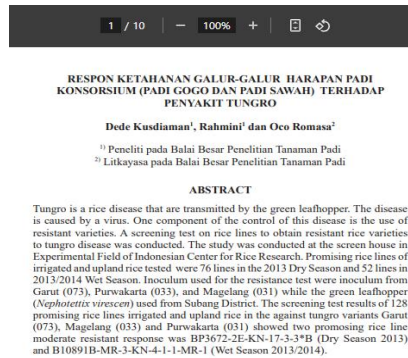 1 / 10 100%
RESPON KETAHANAN GALUR-GALUR HARAPAN PADI
KONSORSIUM (PADI GOGO DAN PADI SAWAH) TERHADAP
PENYAKIT TUNGRO
Dede Kusdiaman¹, Rahmini¹ dan Oco Romasa²
¹⁾ Peneliti pada Balai Besar Penelitian Tanaman Padi
²⁾ Litkayasa pada Balai Besar Penelitian Tanaman Padi
ABSTRACT
Tungro is a rice disease that are transmitted by the green leafhopper. The disease
is caused by a virus. One component of the control of this disease is the use of
resistant varieties. A screening test on rice lines to obtain resistant rice varieties
to tungro disease was conducted. The study was conducted at the screen house in
Experimental Field of Indonesian Center for Rice Research. Promising rice lines of
irrigated and upland rice tested were 76 lines in the 2013 Dry Season and 52 lines in
2013/2014 Wet Season. Inoculum used for the resistance test were inoculum from
Garut (073), Purwakarta (033), and Magelang (031) while the green leafhopper
(Nephotettix virescen) used from Subang District. The screening test results of 128
promising rice lines irrigated and upland rice in the against tungro variants Garut
(073), Magelang (033) and Purwakarta (031) showed two promosing rice line
moderate resistant response was BP3672-2E-KN-17-3-3*B (Dry Season 2013)
and B10891B-MR-3-KN-4-1-1-MR-1 (Wet Season 2013/2014).